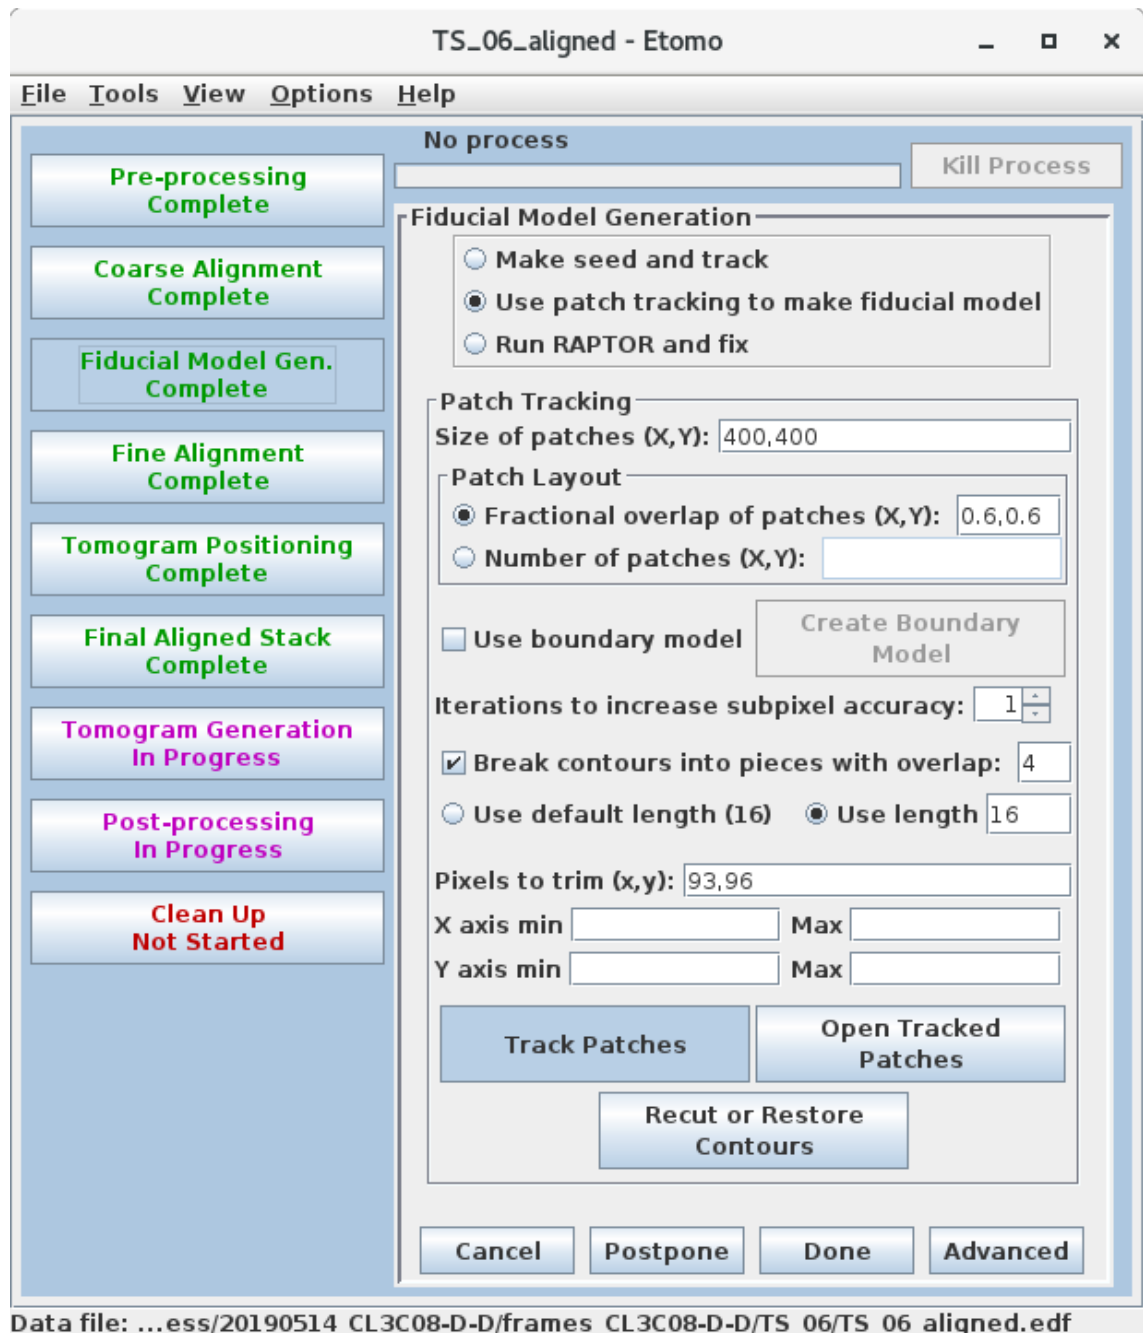 TS_06_aligned - Etomo
File Tools View Options Help
No process
Kill Process
Pre-processing
Complete
Coarse Alignment
Complete
Fiducial Model Gen.
Complete
Fine Alignment
Complete
Tomogram Positioning
Complete
Final Aligned Stack
Complete
Tomogram Generation
In Progress
Post-processing
In Progress
Clean Up
Not Started
Fiducial Model Generation
Make seed and track
Use patch tracking to make fiducial model
Run RAPTOR and fix
Patch Tracking
Size of patches (X,Y): 400,400
Patch Layout
Fractional overlap of patches (X,Y): 0.6,0.6
Number of patches (X,Y):
Use boundary model
Create Boundary
Model
Iterations to increase subpixel accuracy: 1
Break contours into pieces with overlap: 4
Use default length (16) Use length 16
Pixels to trim (x,y): 93,96
X axis min Max
Y axis min Max
Track Patches
Open Tracked
Patches
Recut or Restore
Contours
Cancel Postpone Done Advanced
Data file: ...ess/20190514_CL3C08-D-D/frames_CL3C08-D-D/TS_06/TS_06_aligned.edf